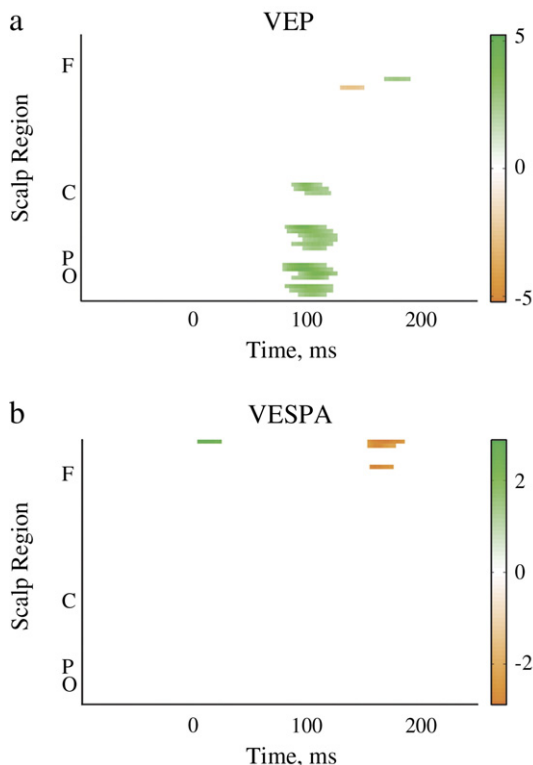 a
VEP
Scalp Region
F
C
P
O
0
100
200
Time, ms
5
0
-5
b
VESPA
Scalp Region
F
C
P
O
0
100
200
Time, ms
2
0
-2